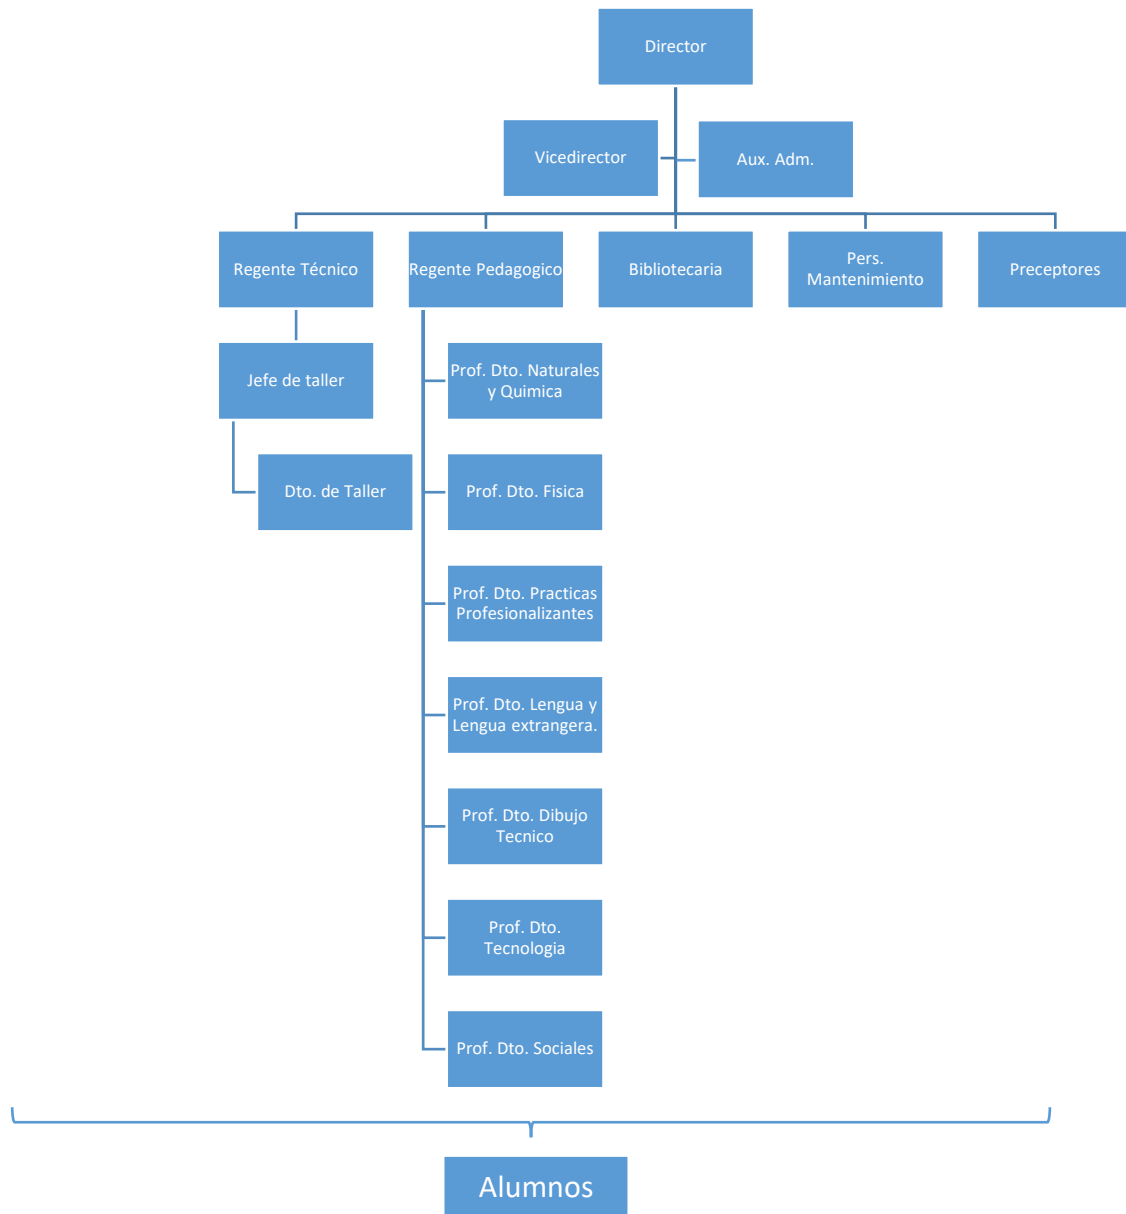 Director
Vicedirector
Aux. Adm.
Regente Técnico
Regente Pedagogico
Bibliotecaria
Pers.
Mantenimiento
Preceptores
Jefe de taller
Dto. de Taller
Prof. Dto. Naturales
y Quimica
Prof. Dto. Fisica
Prof. Dto. Practicas
Profesionalizantes
Prof. Dto. Lengua y
Lengua extrangera.
Prof. Dto. Dibujo
Tecnico
Prof. Dto.
Tecnologia
Prof. Dto. Sociales
Alumnos